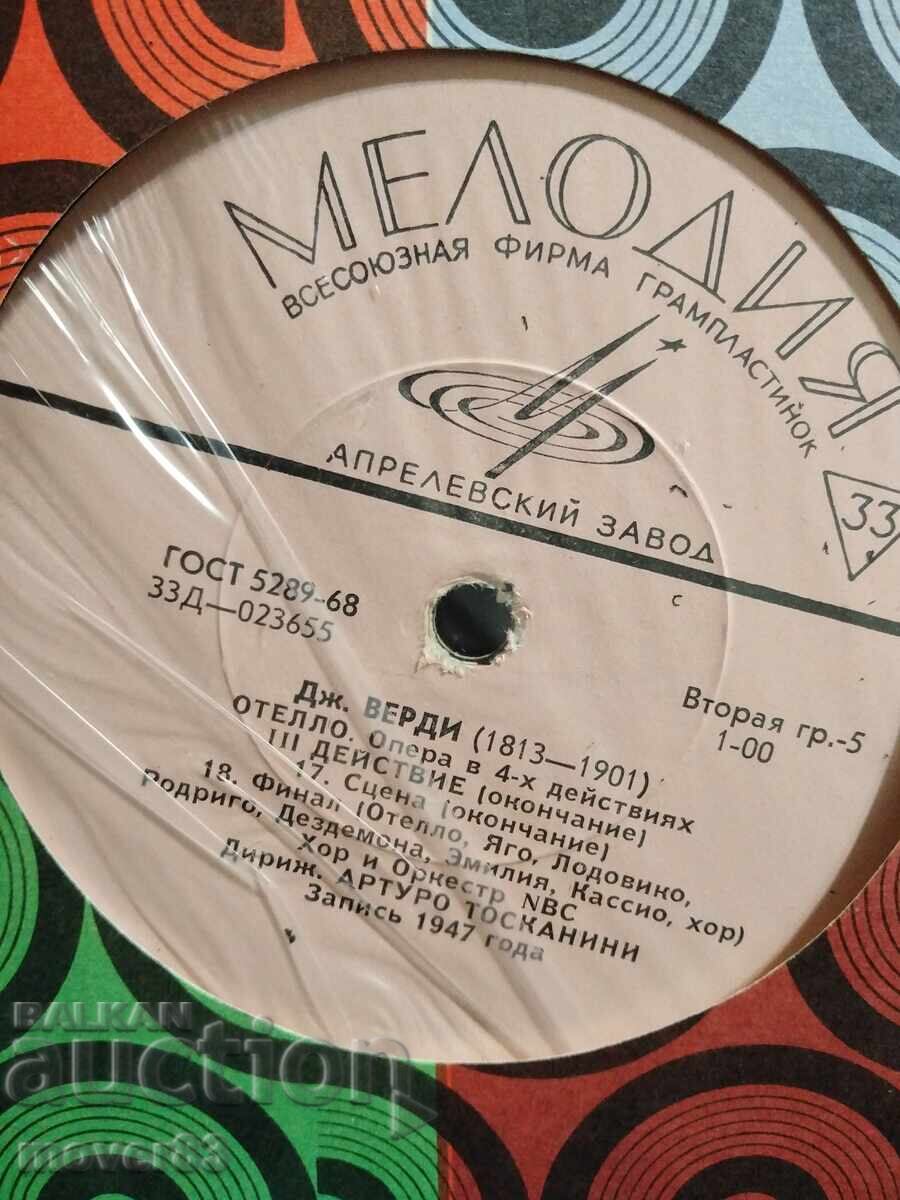 МЕЛОДИЯ
ВСЕСОЮЗНАЯ ФИРМА ГРАМПЛАСТИНОК
АПРЕЛЕВСКИЙ ЗАВОД
33
ГОСТ 5289-68
33Д—023655
с
Вторая гр.-5
1-00
Дж. ВЕРДИ (1813—1901)
ОТЕЛЛО. Опера в 4-х действиях
III ДЕЙСТВИЕ (окончание)
17. Сцена (окончание)
18. Финал (Отелло, Яго, Лодовико,
Родриго, Дездемона, Эмилия, Кассио, хор)
Хор и Оркестр NBC
Дириж. АРТУРО ТОСКАНИНИ
Запись 1947 года
BALKAN
auction
mover83